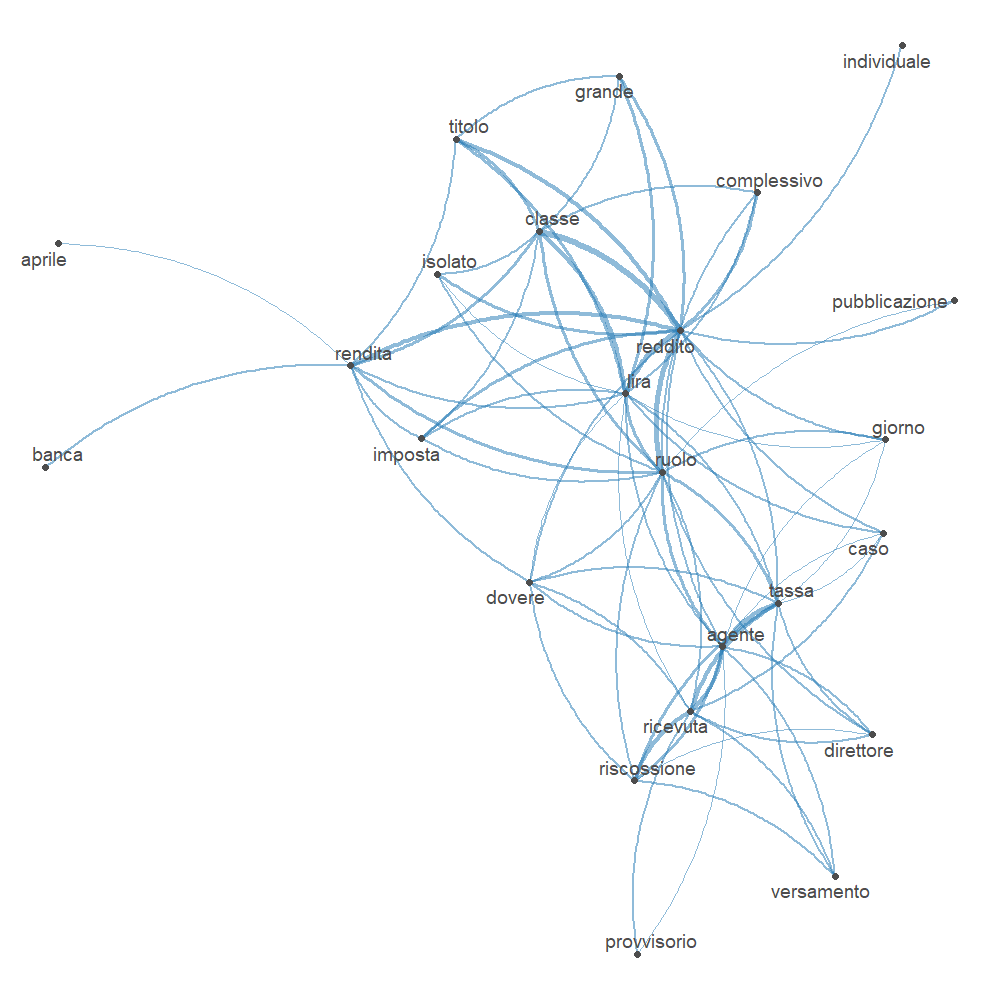 individuale
grande
titolo
complessivo
classe
isolato
aprile
pubblicazione
reddito
rendita
lira
giorno
imposta
banca
ruolo
caso
tassa
dovere
agente
ricevuta
direttore
riscossione
versamento
provvisorio